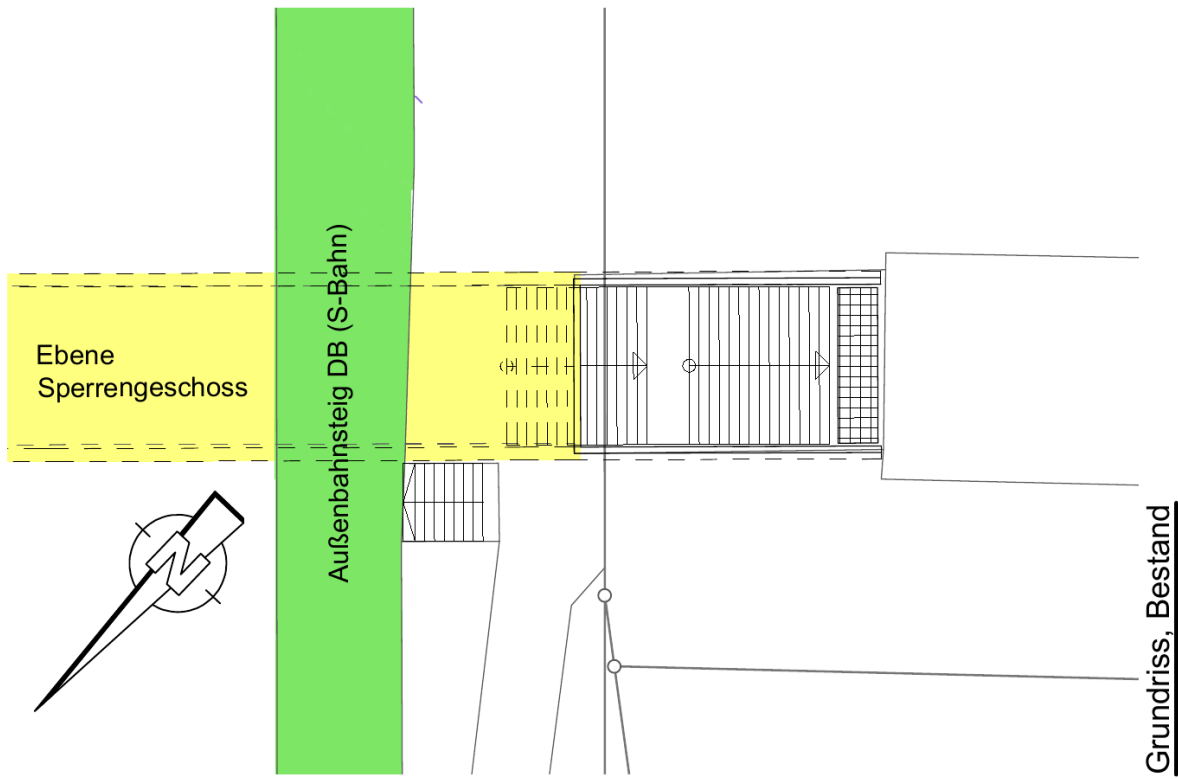 Ebene
Sperrengeschoss
Außenbahnsteig DB (S-Bahn)
N
Grundriss, Bestand